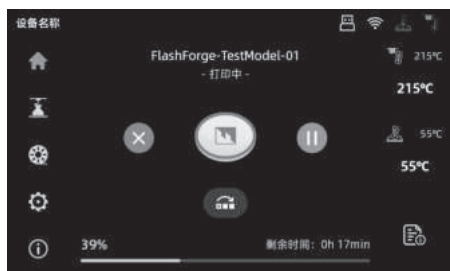 设备名称
FlashForge-TestModel-01
- 打印中 -
215℃
215℃
55℃
55℃
39%
剩余时间：0h 17min